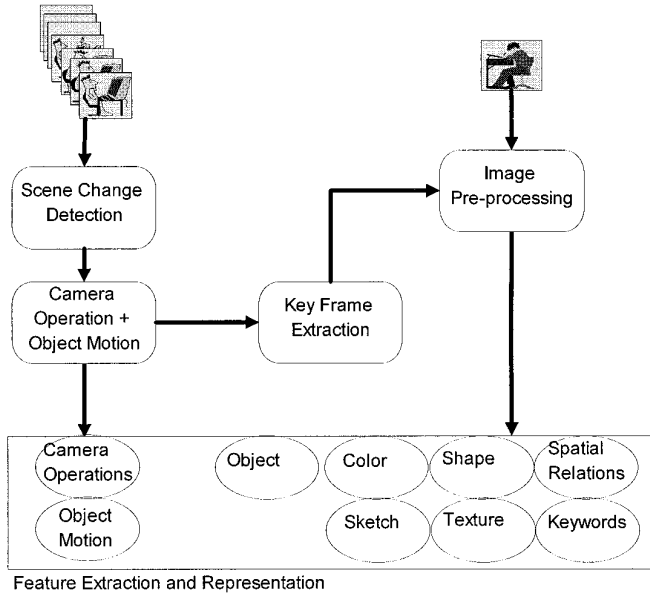 Scene Change
Detection
Image
Pre-processing
Camera
Operation +
Object Motion
Key Frame
Extraction
Camera
Operations
Object
Color
Shape
Spatial
Relations
Object
Motion
Sketch
Texture
Keywords
Feature Extraction and Representation